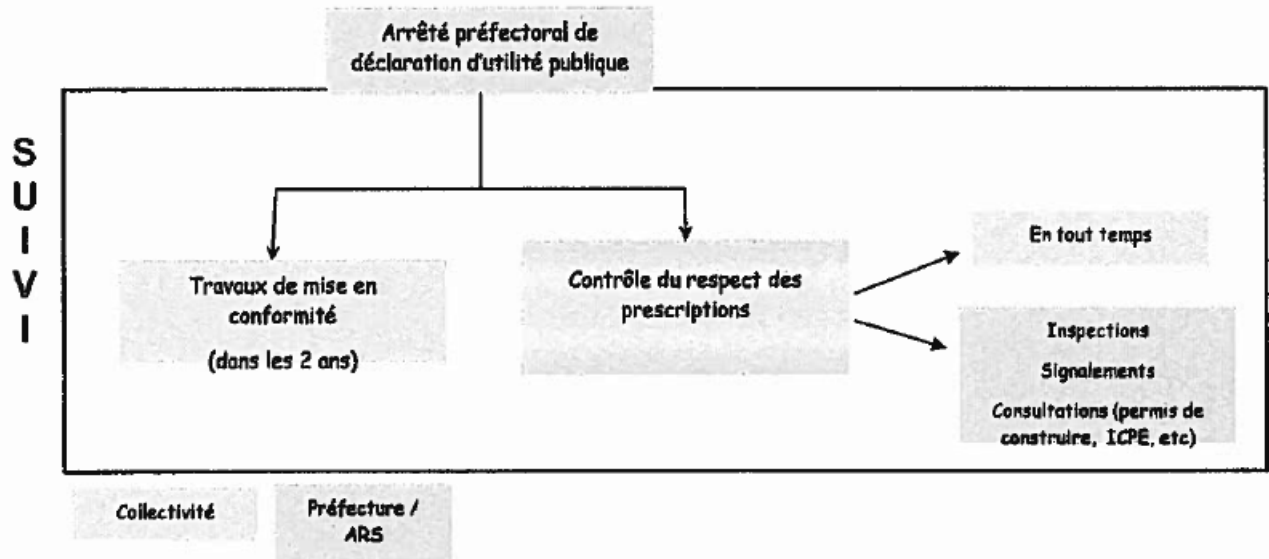 Arrêté préfectoral de
déclaration d'utilité publique
S
U
I
V
I
Travaux de mise en
conformité
(dans les 2 ans)
Contrôle du respect des
prescriptions
En tout temps
Inspections
Signalements
Consultations (permis de
construire, ICPE, etc)
Collectivité
Préfecture /
ARS